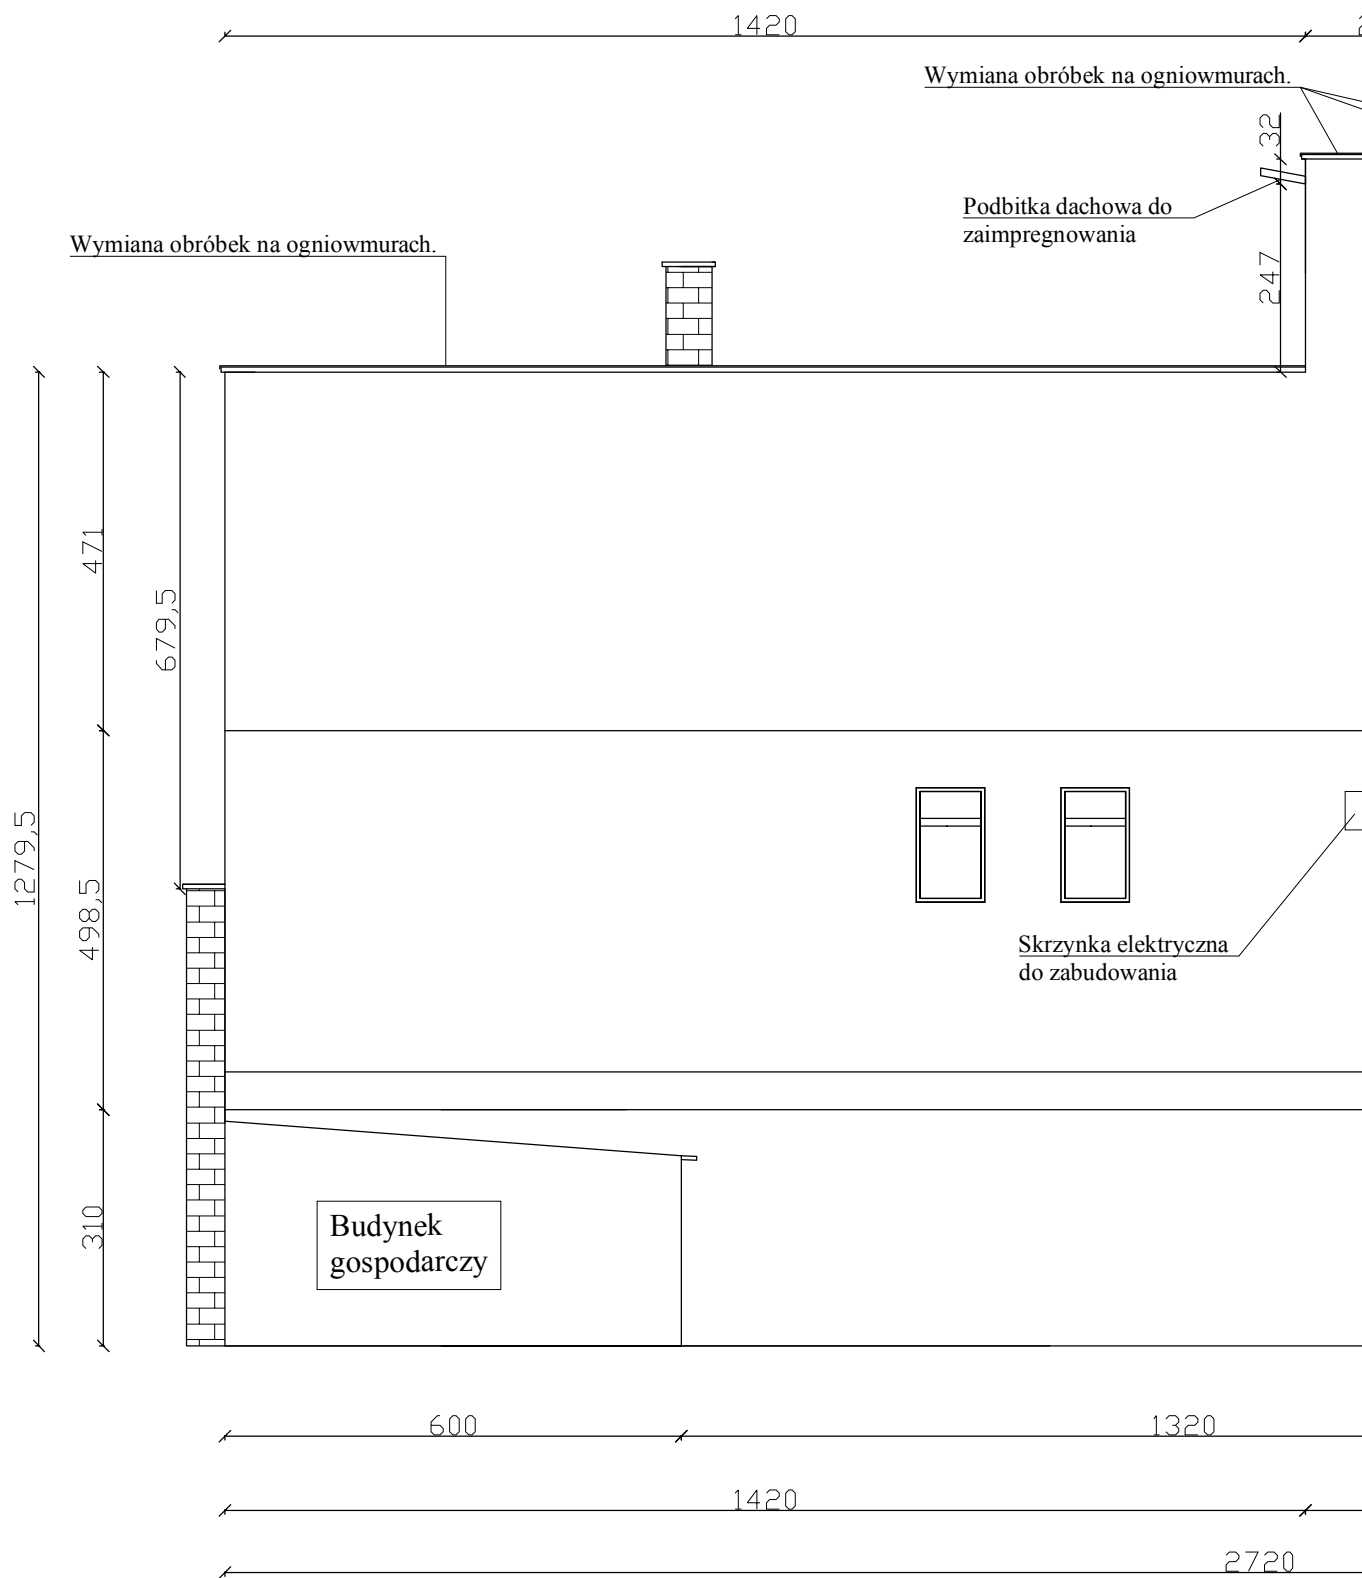 1420
Wymiana obróbek na ogniowmurach.
32
Podbitka dachowa do
zaimpregnowania
Wymiana obróbek na ogniowmurach.
247
471
679,5
1279,5
498,5
Skrzynka elektryczna
do zabudowania
310
Budynek
gospodarczy
600
1320
1420
2720